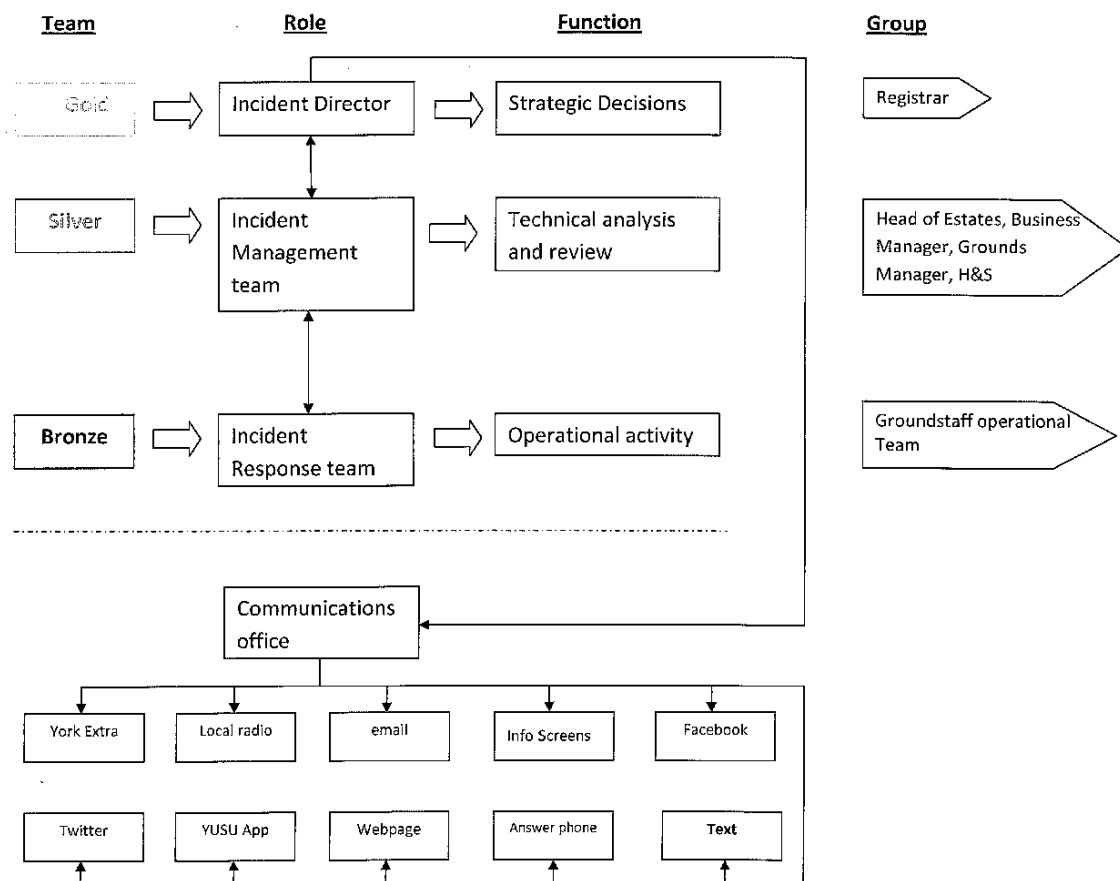 Team
Role
Function
Group
Gold
Incident Director
Strategic Decisions
Registrar
Silver
Incident
Management
team
Technical analysis
and review
Head of Estates, Business
Manager, Grounds
Manager, H&S
Bronze
Incident
Response team
Operational activity
Groundstaff operational
Team
Communications
office
York Extra
Local radio
email
Info Screens
Facebook
Twitter
YUSU App
Webpage
Answer phone
Text